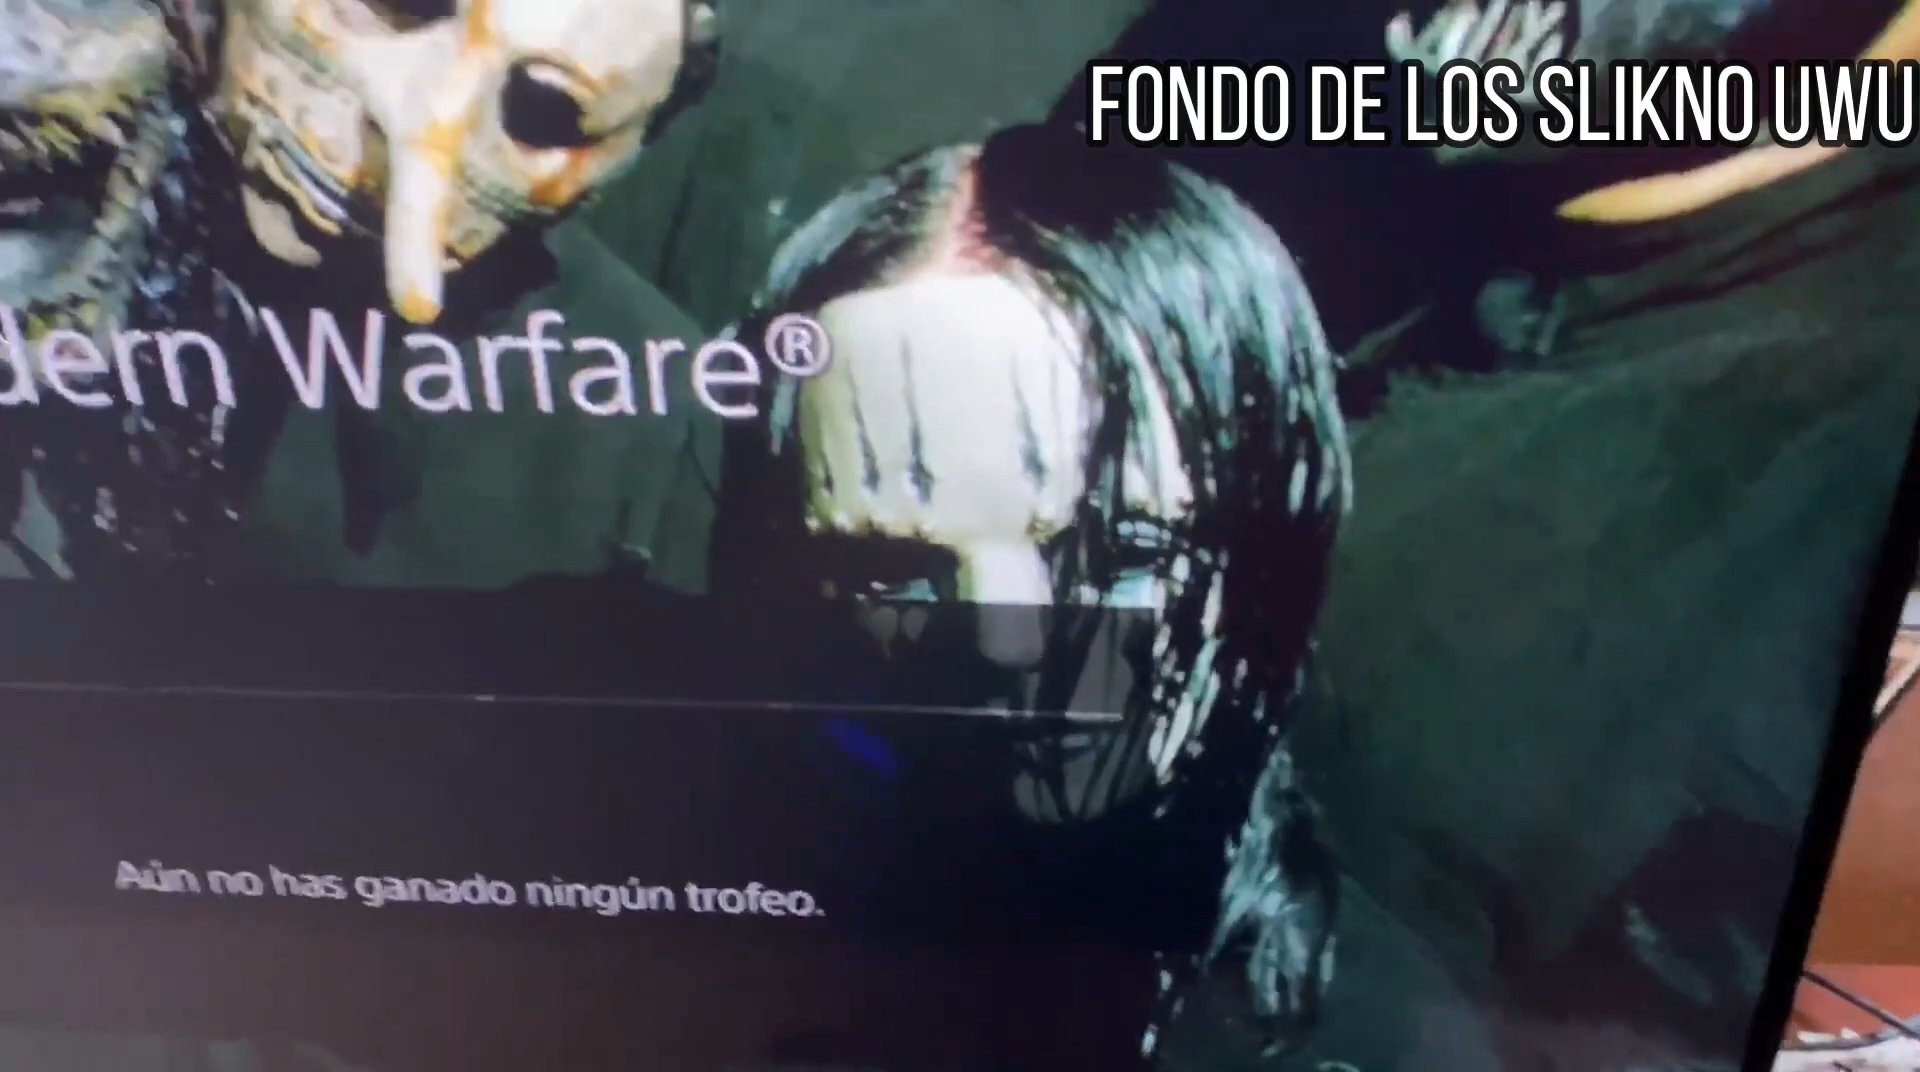 FONDO DE LOS SLIKNO UWU
dern Warfare®
Aún no has ganado ningún trofeo.